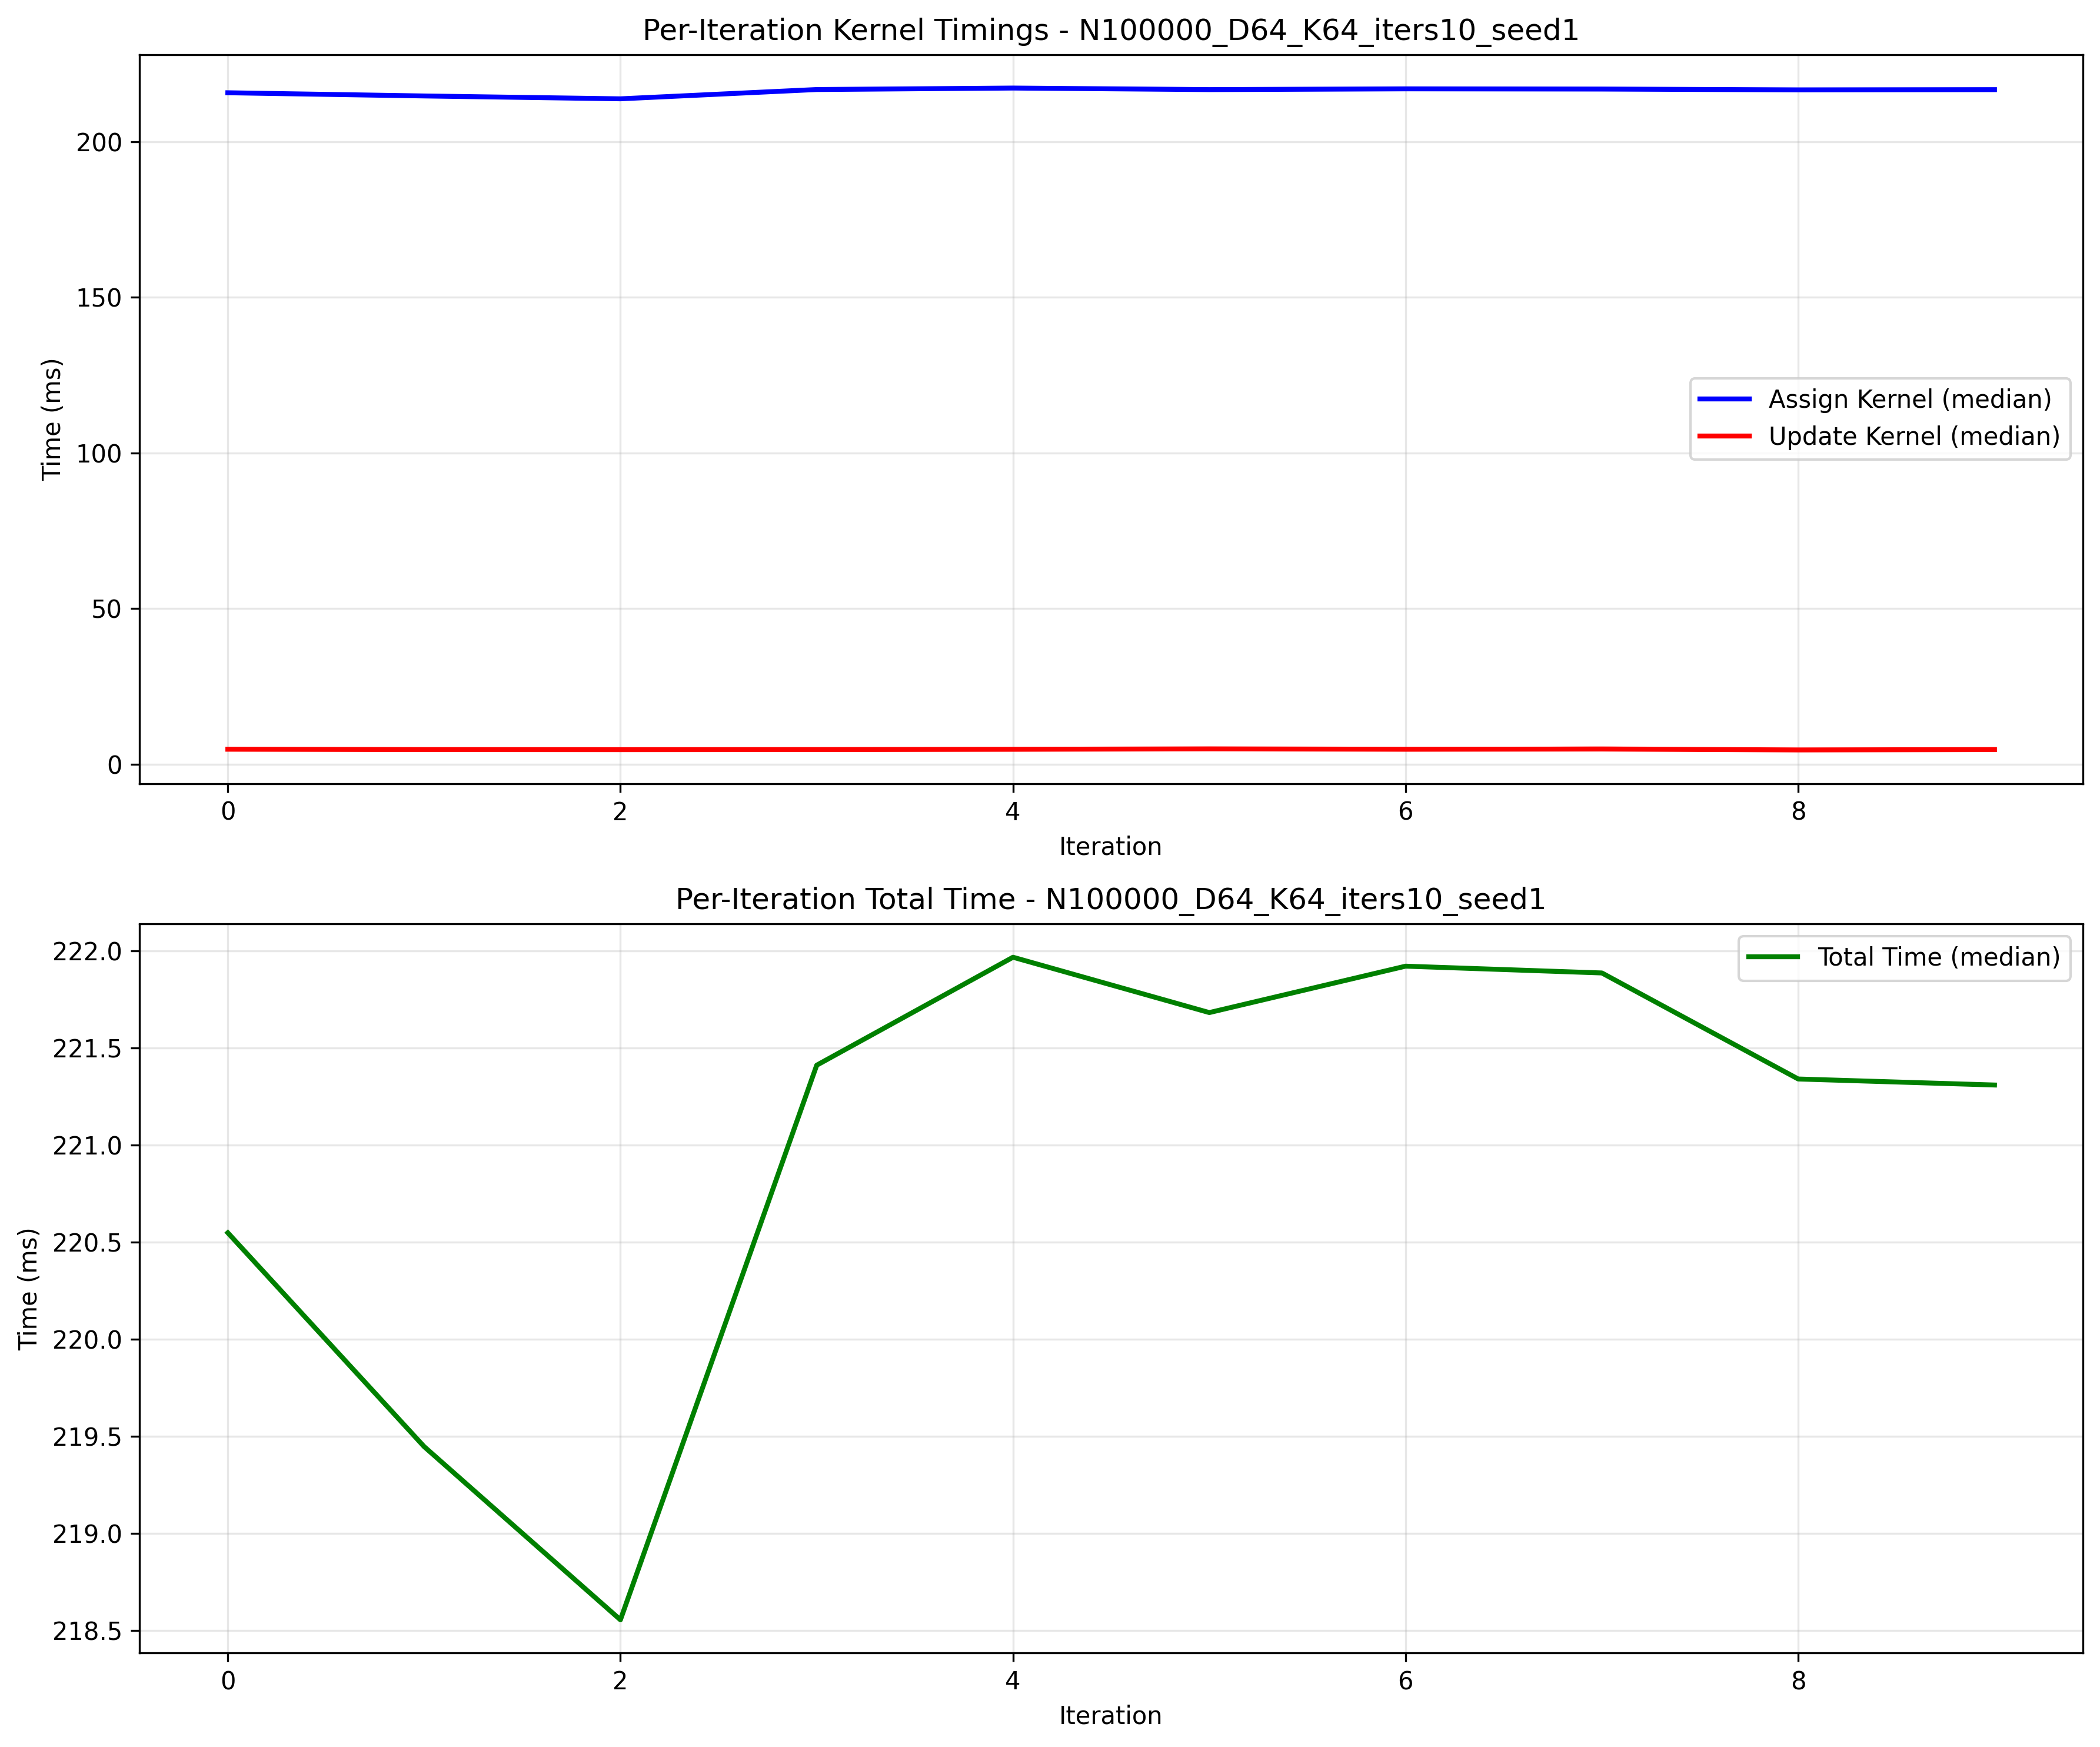 Per-Iteration Kernel Timings - N100000_D64_K64_iters10_seed1
Time (ms)
200
150
100
50
0
Assign Kernel (median)
Update Kernel (median)
0 2 4 6 8
Iteration
Per-Iteration Total Time - N100000_D64_K64_iters10_seed1
Time (ms)
222.0
221.5
221.0
220.5
220.0
219.5
219.0
218.5
Total Time (median)
0 2 4 6 8
Iteration